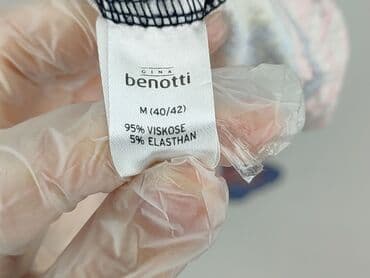 GINA
benotti
M (40/42)
95% VISKOSE
5% ELASTHAN